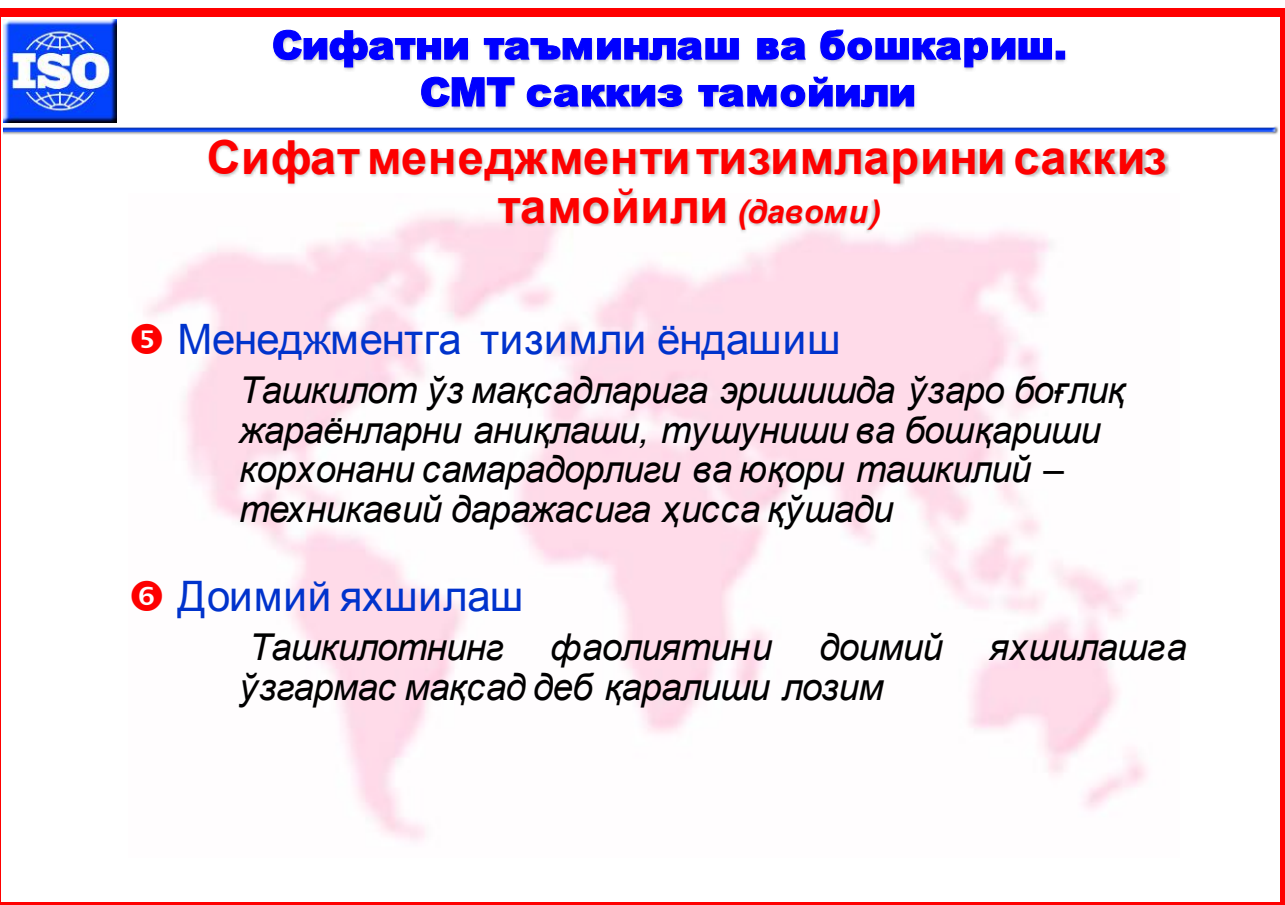 ISO
Сифатни таъминлаш ва бошкариш.
СМТ саккиз тамойили
Сифат менеджменти тизимларини саккиз
тамойили (давоми)
❺ Менеджментга тизимли ёндашиш
Ташкилот ўз мақсадларига эришишда ўзаро боғлиқ
жараёнларни аниқлаши, тушуниши ва бошқариши
корхонани самарадорлиги ва юқори ташкилий –
техникавий даражасига ҳисса қўшади
❻ Доимий яхшилаш
Ташкилотнинг фаолиятини доимий яхшилашга
ўзгармас мақсад деб қаралиши лозим